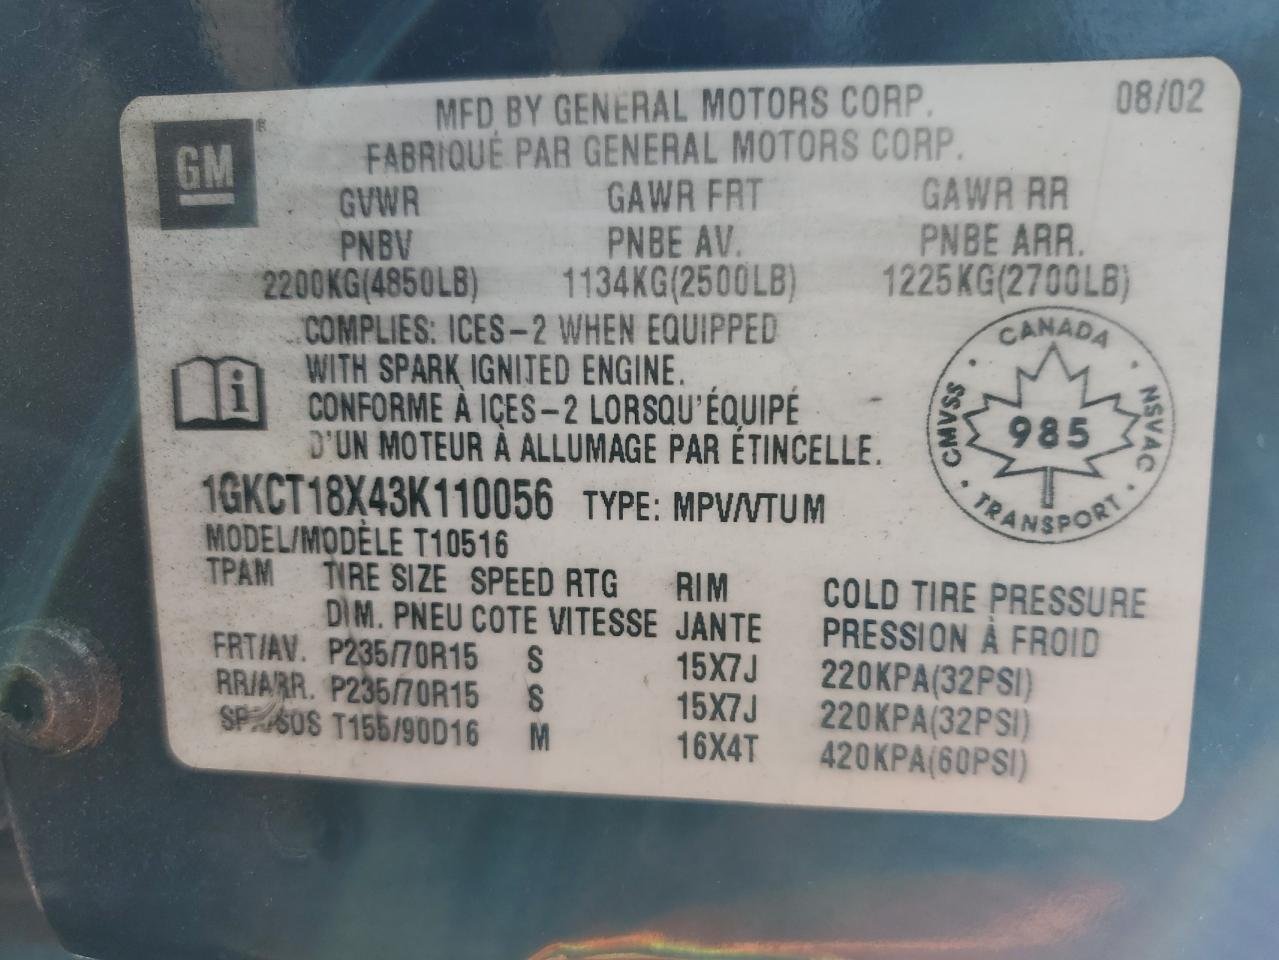 MFD BY GENERAL MOTORS CORP. 08/02
FABRIQUÉ PAR GENERAL MOTORS CORP.
GM
GVWR GAWR FRT GAWR RR
PNBV PNBE AV. PNBE ARR.
2200KG(4850LB) 1134KG(2500LB) 1225KG(2700LB)
COMPLIES: ICES-2 WHEN EQUIPPED
WITH SPARK IGNITED ENGINE.
CONFORME À ICES-2 LORSQU'ÉQUIPÉ
D'UN MOTEUR À ALLUMAGE PAR ÉTINCELLE.
CANADA
CMVSS 985 NSVAC
TRANSPORT
1GKCT18X43K110056 TYPE: MPV/VTUM
MODEL/MODÈLE T10516
TPAM TIRE SIZE SPEED RTG RIM COLD TIRE PRESSURE
DIM. PNEU COTE VITESSE JANTE PRESSION À FROID
FRT/AV. P235/70R15 S 15X7J 220KPA(32PSI)
RR/ARR. P235/70R15 S 15X7J 220KPA(32PSI)
T155/90D16 M 16X4T 420KPA(60PSI)